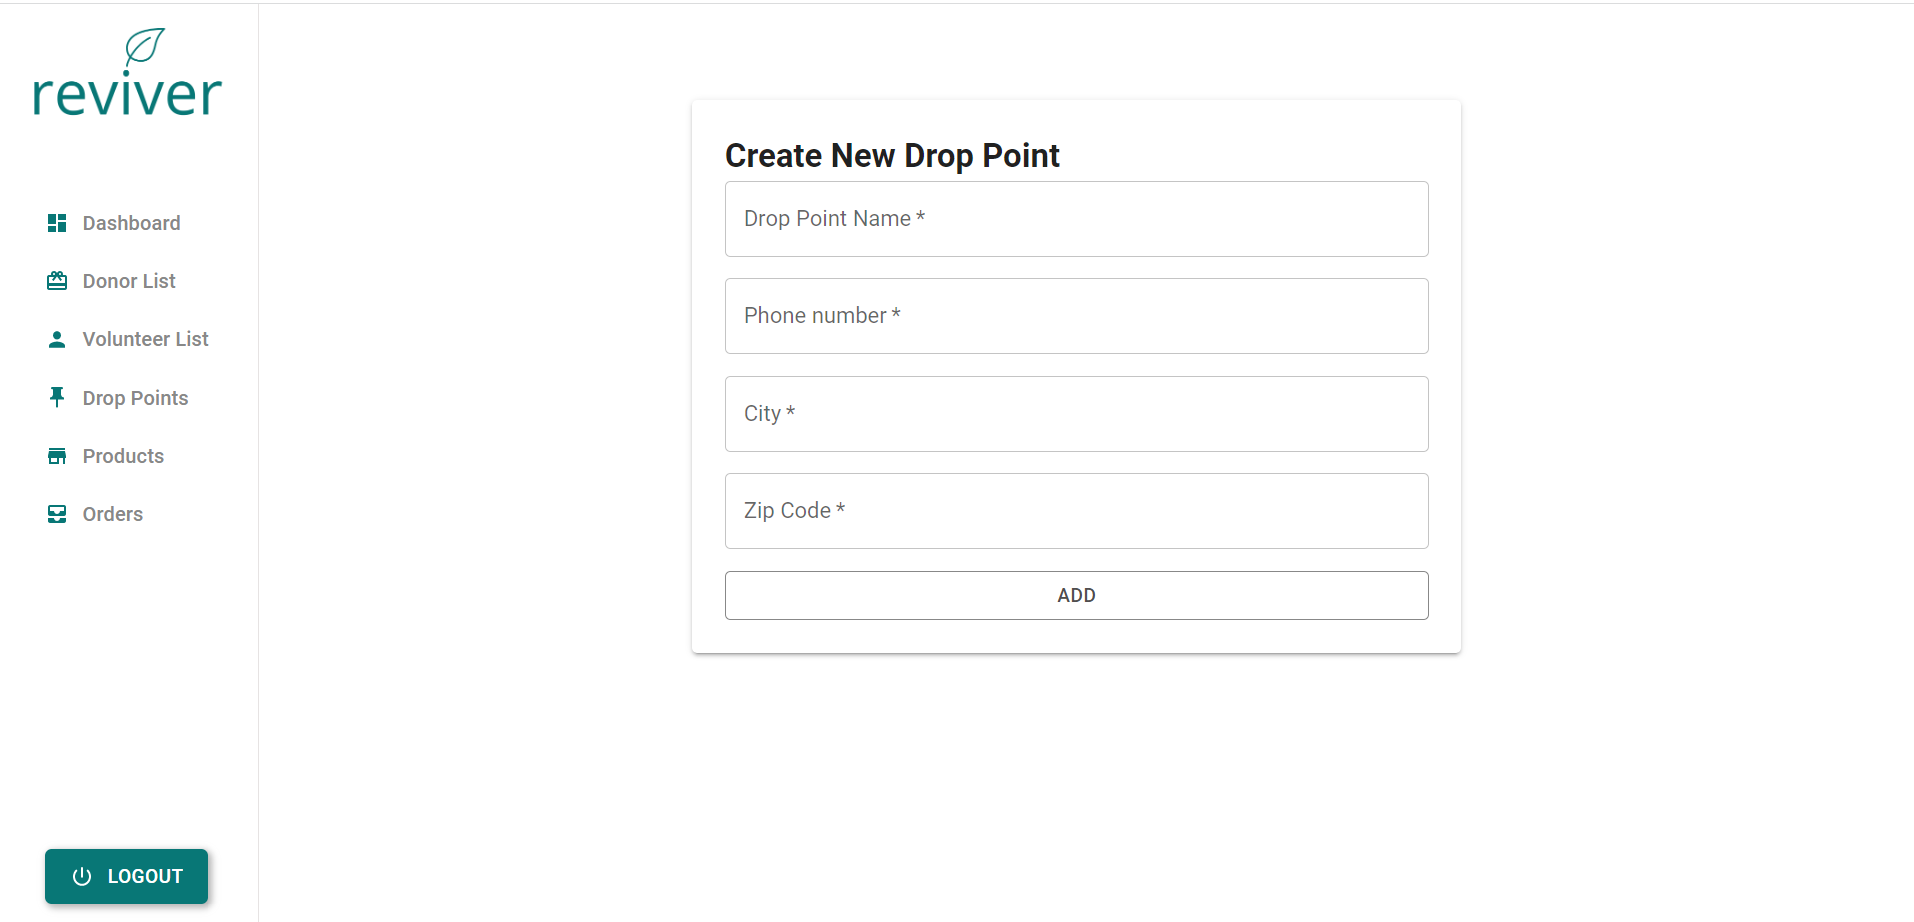 reviver
Dashboard
Donor List
Volunteer List
Drop Points
Products
Orders
LOGOUT
Create New Drop Point
Drop Point Name *
Phone number *
City *
Zip Code *
ADD